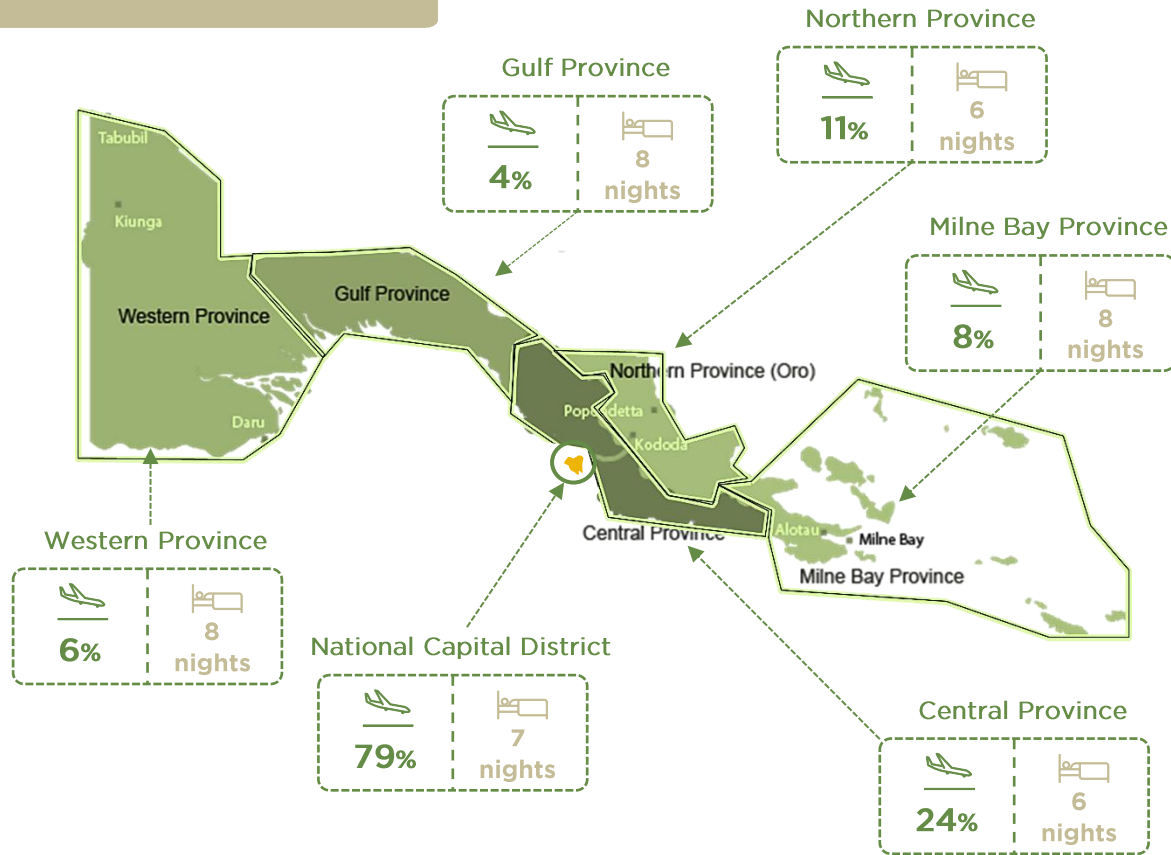 Northern Province
11%
6
nights
Gulf Province
4%
8
nights
Milne Bay Province
8%
8
nights
Tabubil
Kiunga
Western Province
Daru
Gulf Province
Northern Province (Oro)
Popondetta
Kododa
Central Province
Alotau
Milne Bay
Milne Bay Province
Western Province
6%
8
nights
National Capital District
79%
7
nights
Central Province
24%
6
nights